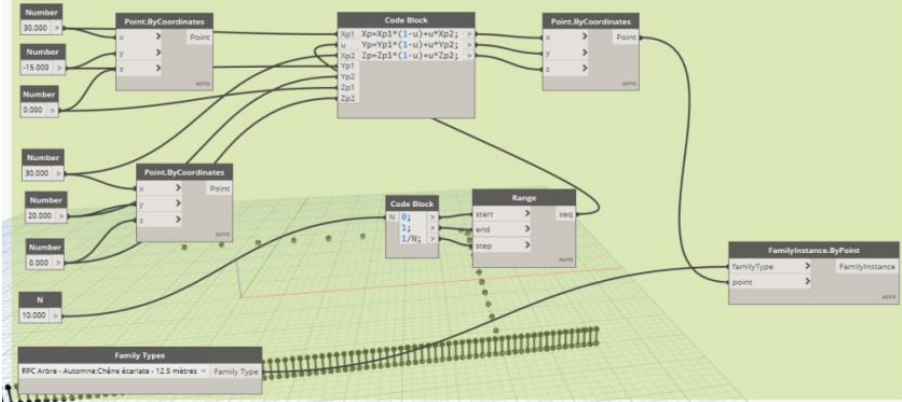 Number
30.000 >
Number
-15.000 >
Number
0.000 >
Point.ByCoordinates
x > Point
y >
z >
AUTO
Code Block
Xp1 Xp=Xp1*(1-u)+u*Xp2; >
u Yp=Yp1*(1-u)+u*Yp2; >
Xp2 Zp=Zp1*(1-u)+u*Zp2; >
Yp1
Yp2
Zp1
Zp2
Point.ByCoordinates
x > Point
y >
z >
AUTO
Number
30.000 >
Number
20.000 >
Number
0.000 >
Point.ByCoordinates
x > Point
y >
z >
AUTO
N
10.000 >
Code Block
N 0; >
1; >
1/N; >
Range
start > seq
end >
step >
AUTO
FamilyInstance.ByPoint
familyType > FamilyInstance
point >
AUTO
Family Types
RPC Arbre - Automne:Chêne écarlate - 12.5 mètres Family Type